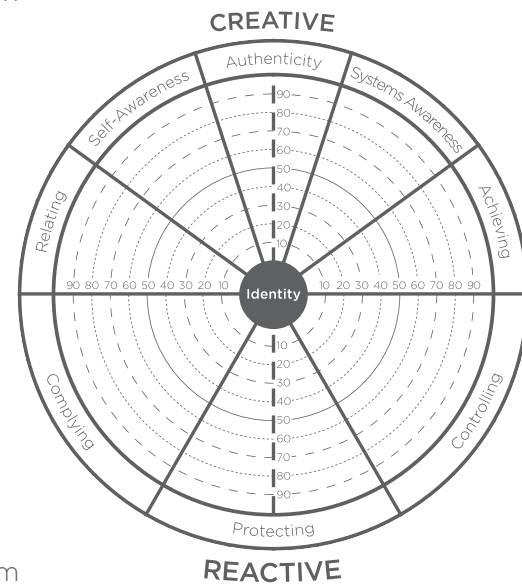 CREATIVE
Authenticity
Self-Awareness
Systems Awareness
Relating
Achieving
90
80
70
60
50
40
30
20
10
90 80 70 60 50 40 30 20 10
Identity
10 20 30 40 50 60 70 80 90
10
20
30
40
50
60
70
80
90
Complying
Controlling
Protecting
REACTIVE
m